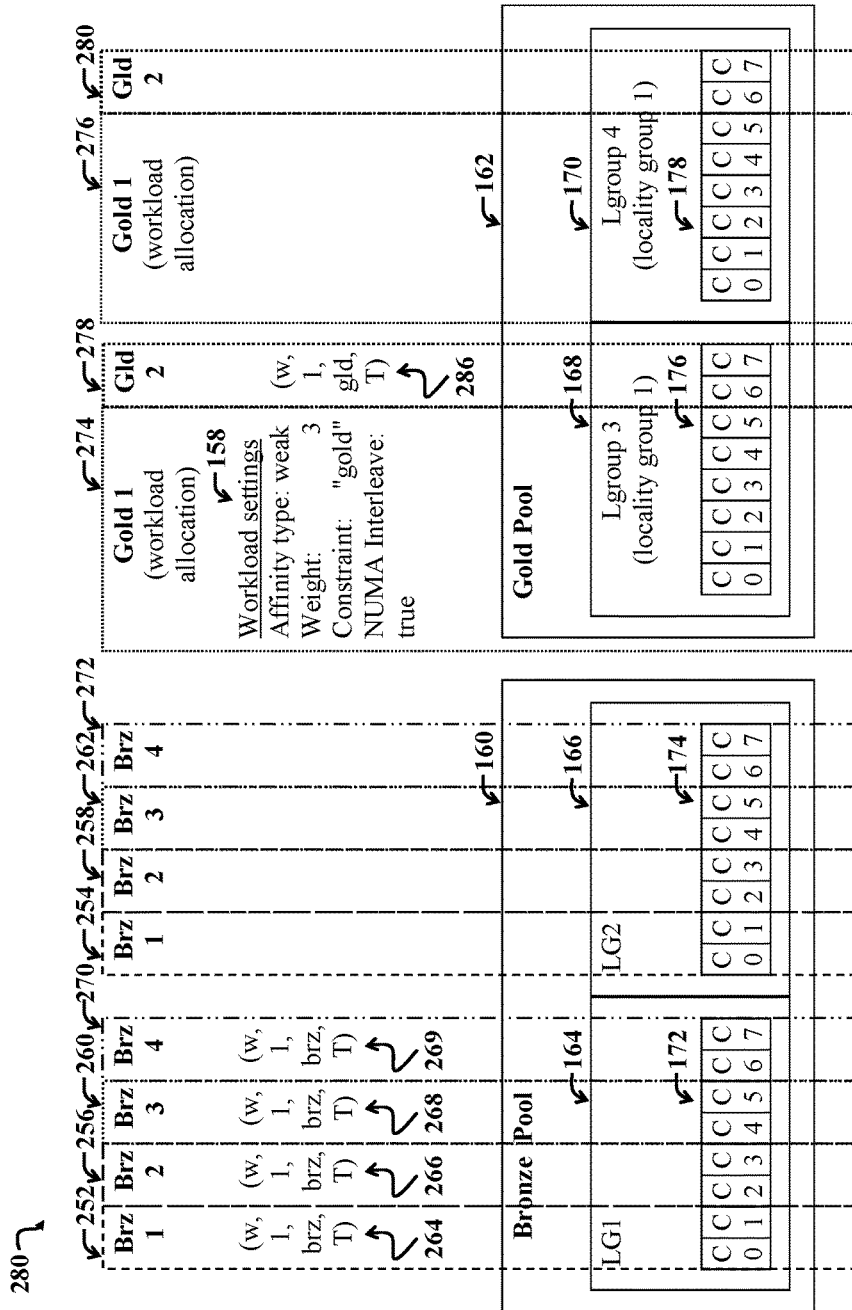 280
252 256 260 270 254 258 262 272 274 278 276 280
Brz 1
Brz 2
Brz 3
Brz 4
Brz 1
Brz 2
Brz 3
Brz 4
Gold 1
(workload
allocation)
Gld
2
Gold 1
(workload
allocation)
Gld
2
(w,
1,
brz,
T)
264
(w,
1,
brz,
T)
266
(w,
1,
brz,
T)
268
(w,
1,
brz,
T)
269
158
Workload settings
Affinity type: weak
Weight: 3
Constraint: "gold"
NUMA Interleave:
true
(w,
1,
gld,
T)
286
Bronze Pool
160
Gold Pool
162
LG1
164
LG2
166
168
Lgroup 3
(locality group 1)
170
Lgroup 4
(locality group 1)
172
174
176
178
C C C C C C C C
0 1 2 3 4 5 6 7
C C C C C C C C
0 1 2 3 4 5 6 7
C C C C C C C C
0 1 2 3 4 5 6 7
C C C C C C C C
0 1 2 3 4 5 6 7